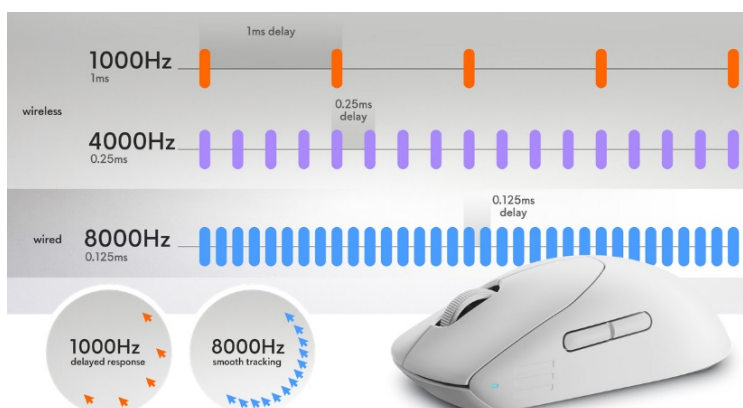 1ms delay
1000Hz
1ms
wireless
0.25ms
delay
4000Hz
0.25ms
0.125ms
delay
wired
8000Hz
0.125ms
1000Hz
delayed response
8000Hz
smooth tracking